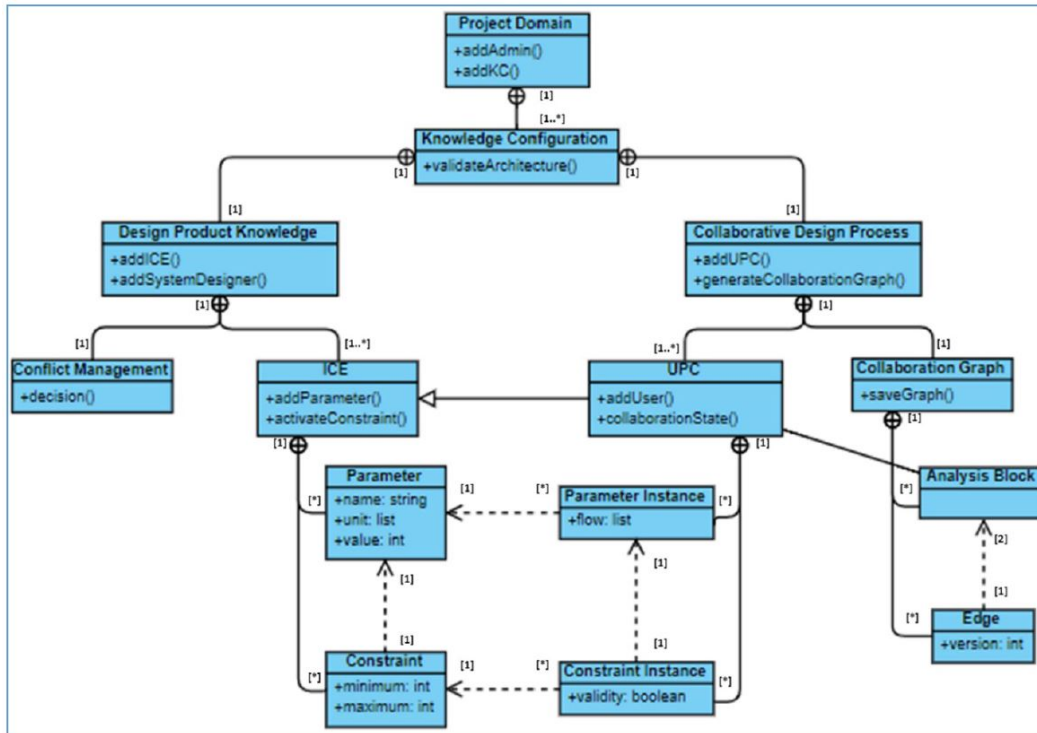 Project Domain
+addAdmin()
+addKC()
[1]
[1..*]
Knowledge Configuration
+validateArchitecture()
[1]
[1]
[1]
[1]
Design Product Knowledge
+addICE()
+addSystemDesigner()
Collaborative Design Process
+addUPC()
+generateCollaborationGraph()
[1]
[1]
[1]
[1..*]
[1..*]
[1]
Conflict Management
+decision()
ICE
+addParameter()
+activateConstraint()
UPC
+addUser()
+collaborationState()
Collaboration Graph
+saveGraph()
[1]
[1]
[1]
Parameter
+name: string
+unit: list
+value: int
[*]
[1]
[*]
Parameter Instance
+flow: list
[*]
[*]
Analysis Block
[1]
[1]
[2]
[1]
[1]
[1]
[*]
Edge
+version: int
[*]
Constraint
+minimum: int
+maximum: int
[1]
[*]
Constraint Instance
+validity: boolean
[*]